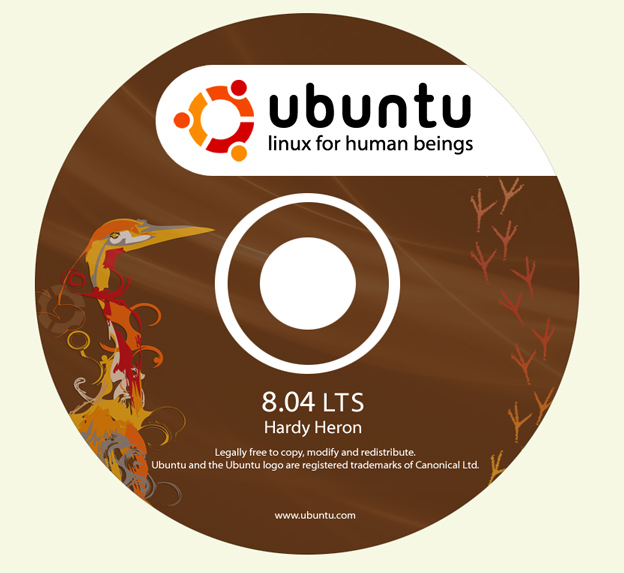 ubuntu
linux for human beings
8.04 LTS
Hardy Heron
Legally free to copy, modify and redistribute.
Ubuntu and the Ubuntu logo are registered trademarks of Canonical Ltd.
www.ubuntu.com